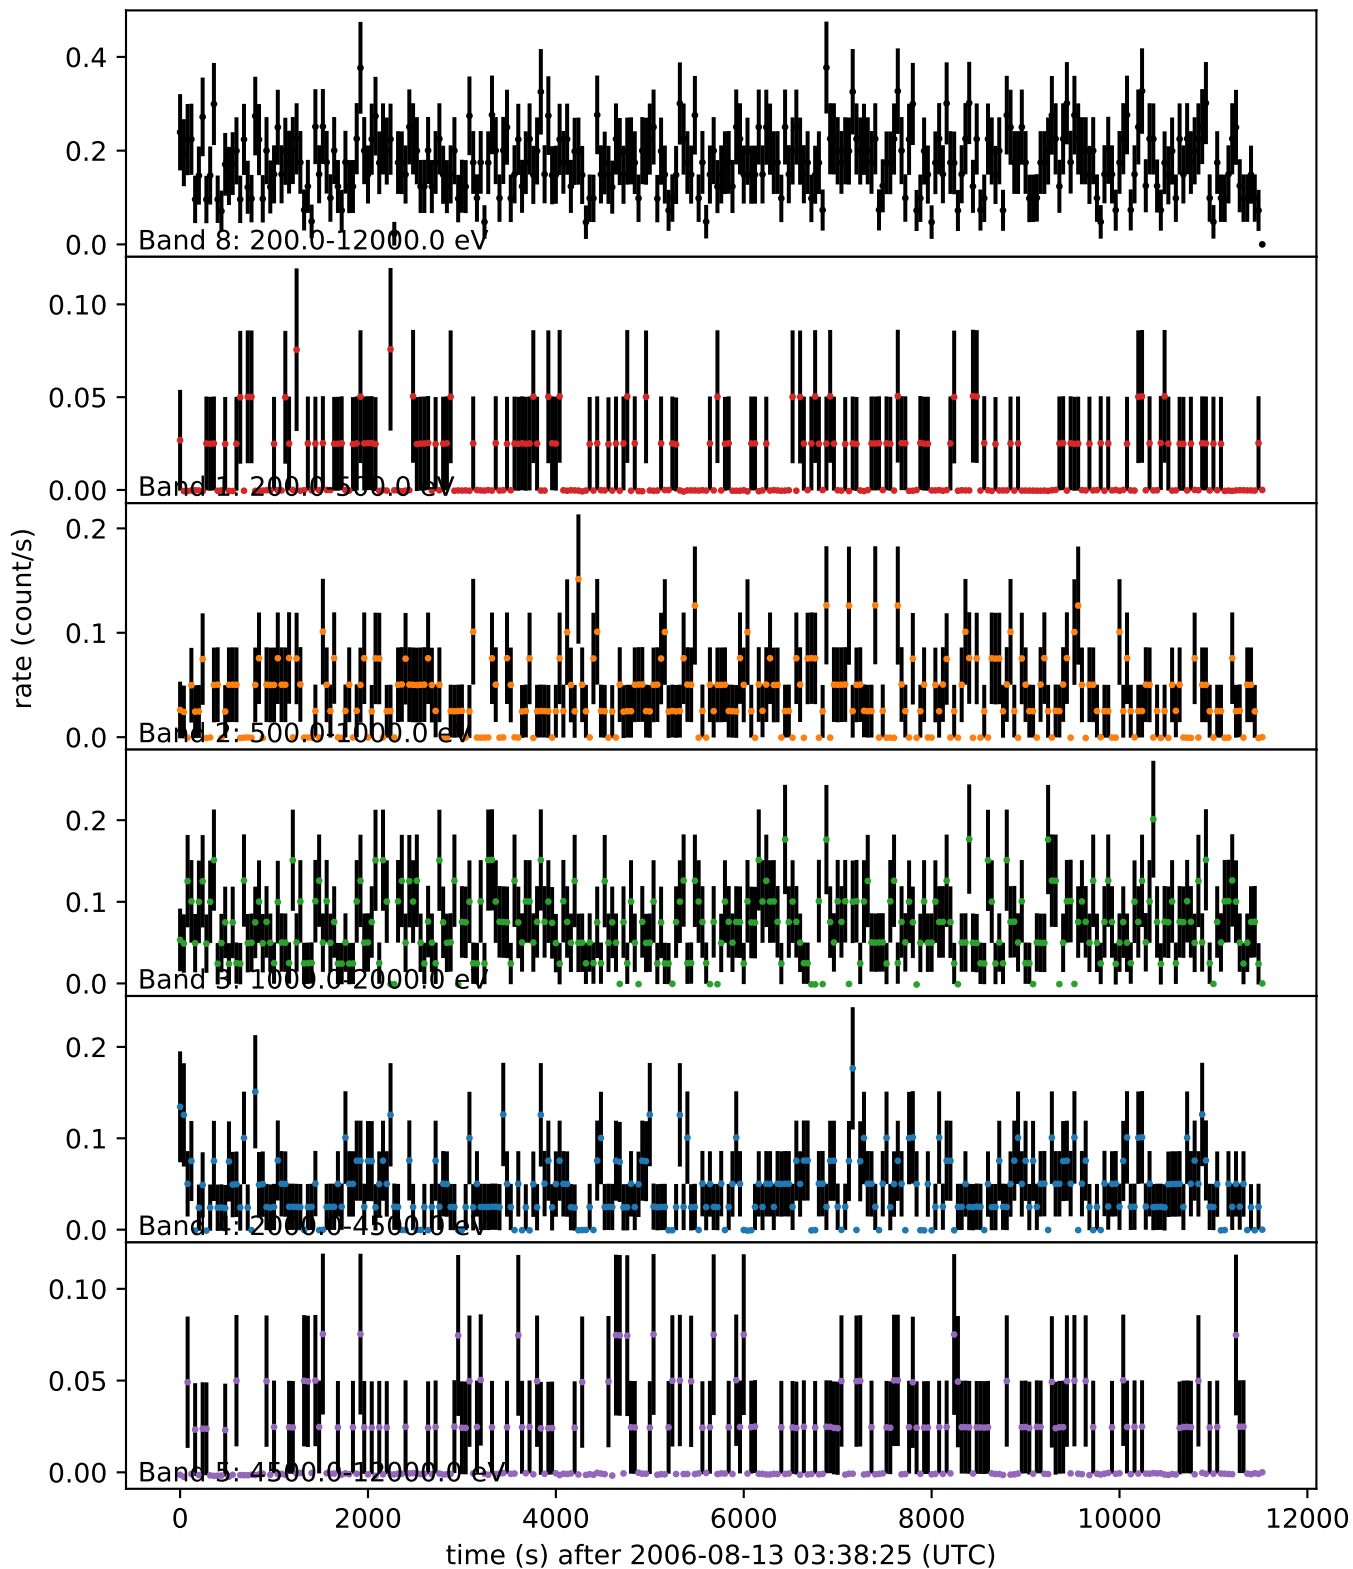 0.4
0.2
0.0
Band 8: 200.0-12000.0 eV
0.10
0.05
0.00
Band 1: 200.0-500.0 eV
0.2
0.1
0.0
Band 2: 500.0-1000.0 eV
rate (count/s)
0.2
0.1
0.0
Band 3: 1000.0-2000.0 eV
0.2
0.1
0.0
Band 4: 2000.0-4500.0 eV
0.10
0.05
0.00
Band 5: 4500.0-12000.0 eV
0 2000 4000 6000 8000 10000 12000
time (s) after 2006-08-13 03:38:25 (UTC)